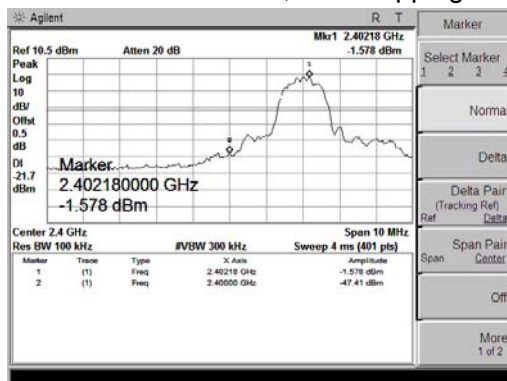 Agilent R T Marker
Mkr1 2.40218 GHz
Ref 10.5 dBm Atten 20 dB -1.578 dBm
Peak
Log
10
dB/
Offst
0.5
dB
DI
-21.7
dBm
1
2
Marker
2.402180000 GHz
-1.578 dBm
Center 2.4 GHz Span 10 MHz
Res BW 100 kHz #VBW 300 kHz Sweep 4 ms (401 pts)
Marker Trace Type X Axis Amplitude
1 (1) Freq 2.40218 GHz -1.578 dBm
2 (1) Freq 2.40000 GHz -47.41 dBm
Select Marker
1 2 3 4
Norma
Delta
Delta Pair
(Tracking Ref)
Ref Delta
Span Pair
Span Center
Off
More
1 of 2